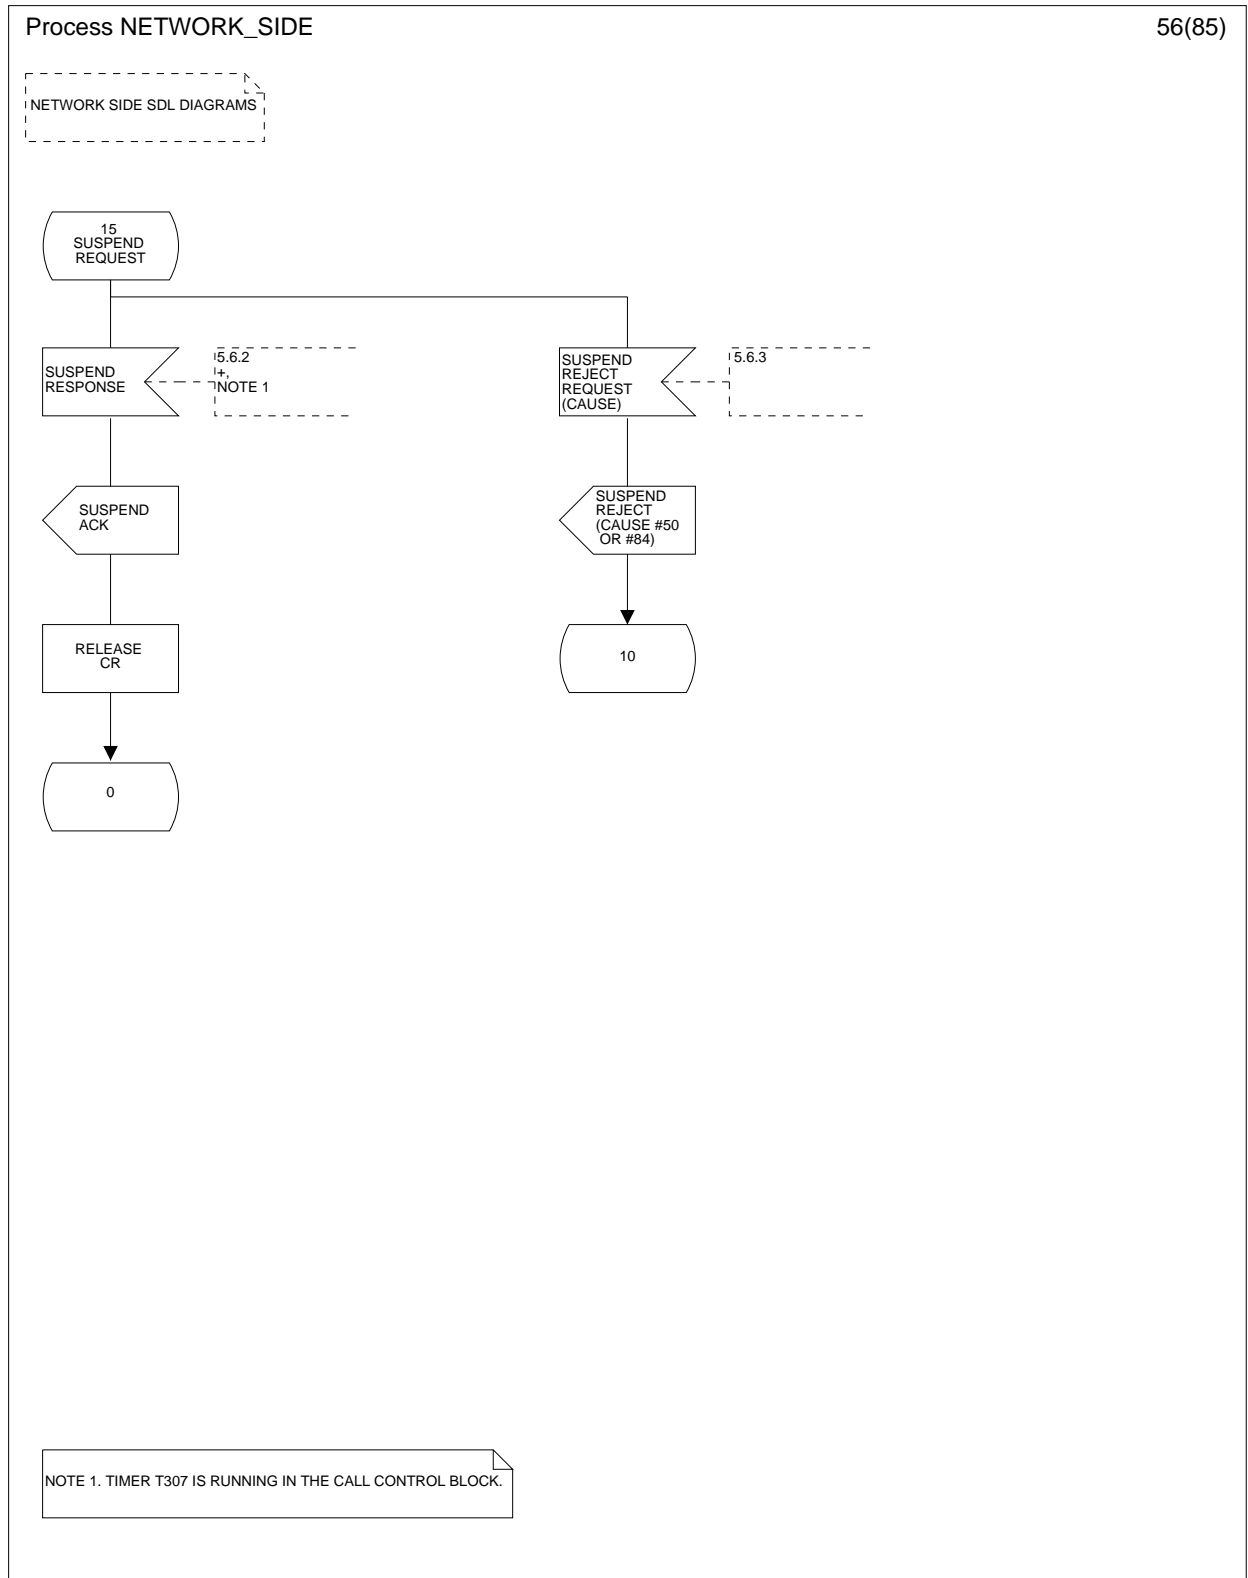 Process NETWORK_SIDE
56(85)
NETWORK SIDE SDL DIAGRAMS
15
SUSPEND
REQUEST
SUSPEND
RESPONSE
5.6.2
+,
NOTE 1
SUSPEND
REJECT
REQUEST
(CAUSE)
5.6.3
SUSPEND
ACK
SUSPEND
REJECT
(CAUSE #50
OR #84)
RELEASE
CR
10
0
NOTE 1. TIMER T307 IS RUNNING IN THE CALL CONTROL BLOCK.